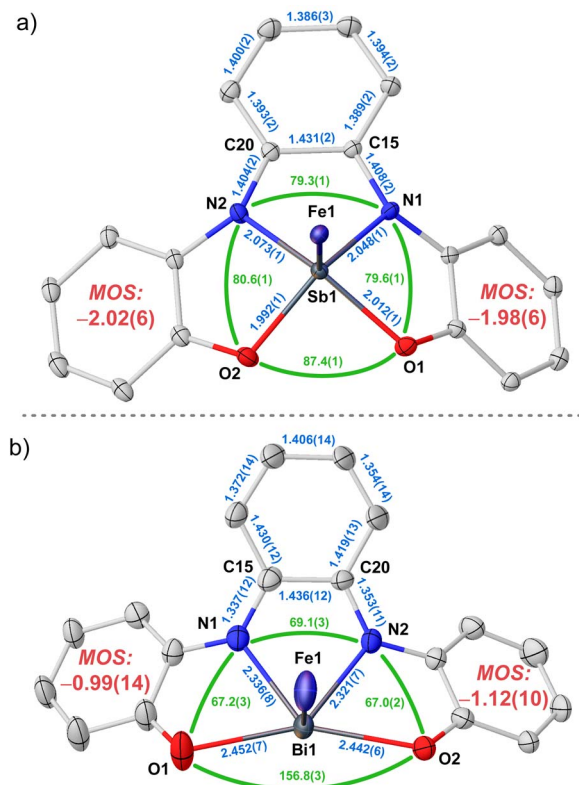 a)
1.386(3)
1.400(2)
1.394(2)
1.393(2)
1.389(2)
C20
1.431(2)
C15
1.404(2)
1.408(2)
79.3(1)
N2
Fe1
N1
2.073(1)
2.048(1)
MOS:
–2.02(6)
80.6(1)
79.6(1)
MOS:
–1.98(6)
1.992(1)
Sb1
2.012(1)
O2
87.4(1)
O1
b)
1.406(14)
1.372(14)
1.354(14)
1.430(12)
1.419(13)
C15
C20
1.436(12)
1.337(12)
1.353(11)
N1
69.1(3)
N2
Fe1
MOS:
–0.99(14)
67.2(3)
2.336(8)
2.321(7)
67.0(2)
MOS:
–1.12(10)
2.452(7)
Bi1
2.442(6)
O1
O2
156.8(3)